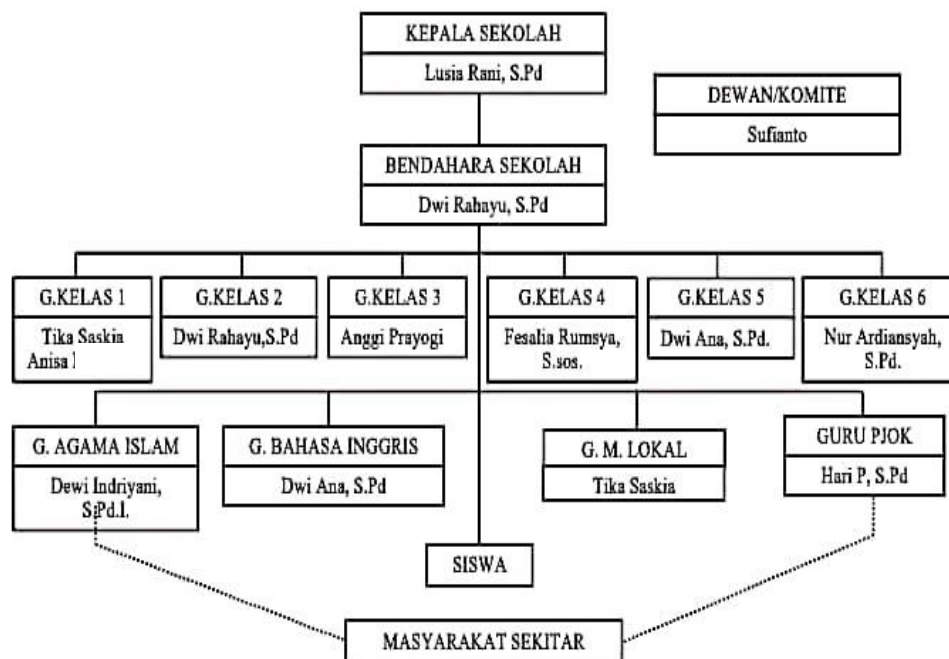 KEPALA SEKOLAH
Lusia Rani, S.Pd
DEWAN/KOMITE
Sufianto
BENDAHARA SEKOLAH
Dwi Rahayu, S.Pd
G.KELAS 1
Tika Saskia
Anisa l
G.KELAS 2
Dwi Rahayu,S.Pd
G.KELAS 3
Anggi Prayogi
G.KELAS 4
Fesalia Rumsya,
S.sos.
G.KELAS 5
Dwi Ana, S.Pd.
G.KELAS 6
Nur Ardiansyah,
S.Pd.
G. AGAMA ISLAM
Dewi Indriyani,
S.Pd.I.
G. BAHASA INGGRIS
Dwi Ana, S.Pd
G. M. LOKAL
Tika Saskia
GURU PJOK
Hari P, S.Pd
SISWA
MASYARAKAT SEKITAR